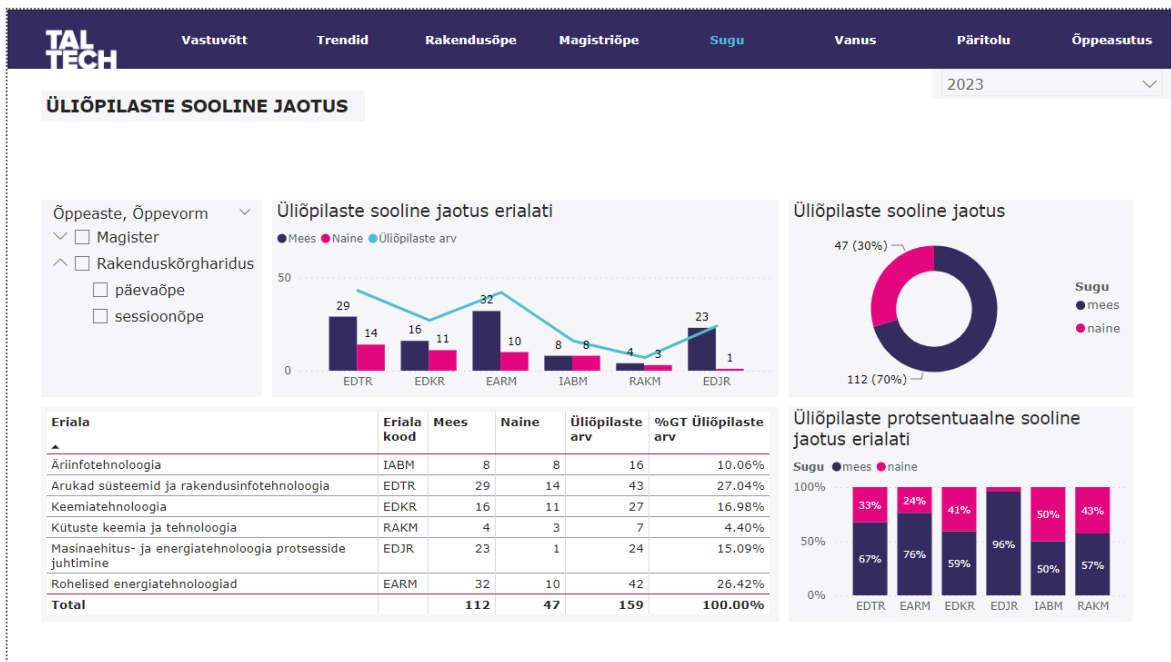 TAL
TECH
Vastuvõtt Trendid Rakendusõpe Magistriõpe Sugu Vanus Päritolu Õppeasutus
2023
ÜLIÕPILASTE SOOLINE JAOTUS
Õppeaste, Õppevorm
Magister
Rakenduskõrgharidus
päevaõpe
sessioonõpe
Üliõpilaste sooline jaotus erialati
Mees Naine Üliõpilaste arv
50
0
29 14 16 11 32 10 8 8 4 3 23 1
EDTR EDKR EARM IABM RAKM EDJR
Üliõpilaste sooline jaotus
47 (30%)
112 (70%)
Sugu
mees
naine
Eriala Eriala kood Mees Naine Üliõpilaste arv %GT Üliõpilaste arv
Äriinfotehnoloogia IABM 8 8 16 10.06%
Arukad süsteemid ja rakendusinfotehnoloogia EDTR 29 14 43 27.04%
Keemiatehnoloogia EDKR 16 11 27 16.98%
Kütuste keemia ja tehnoloogia RAKM 4 3 7 4.40%
Masinaehitus- ja energiatehnoloogia protsesside EDJR 23 1 24 15.09%
juhtimine
Rohelised energiatehnoloogiad EARM 32 10 42 26.42%
Total 112 47 159 100.00%
Üliõpilaste protsentuaalne sooline
jaotus erialati
Sugu mees naine
100%
50%
0%
33% 24% 41% 50% 43%
67% 76% 59% 96% 50% 57%
EDTR EARM EDKR EDJR IABM RAKM